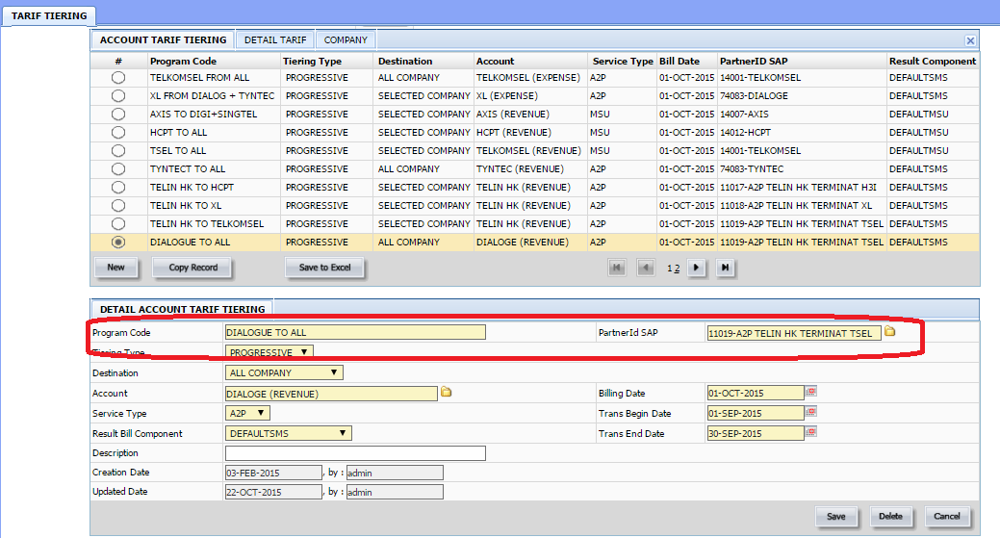 TARIF TIERING
ACCOUNT TARIF TIERING DETAIL TARIF COMPANY
# Program Code Tiering Type Destination Account Service Type Bill Date PartnerID SAP Result Component
TELKOMSEL FROM ALL PROGRESSIVE ALL COMPANY TELKOMSEL (EXPENSE) A2P 01-OCT-2015 14001-TELKOMSEL DEFAULTSMS
XL FROM DIALOG + TYNTEC PROGRESSIVE SELECTED COMPANY XL (EXPENSE) A2P 01-OCT-2015 74083-DIALOGE DEFAULTSMS
AXIS TO DIGI+SINGTEL PROGRESSIVE SELECTED COMPANY AXIS (REVENUE) MSU 01-OCT-2015 14007-AXIS DEFAULTMSU
HCPT TO ALL PROGRESSIVE SELECTED COMPANY HCPT (REVENUE) MSU 01-OCT-2015 14012-HCPT DEFAULTSMS
TSEL TO ALL PROGRESSIVE SELECTED COMPANY TELKOMSEL (REVENUE) MSU 01-OCT-2015 14001-TELKOMSEL DEFAULTMSU
TYNTECT TO ALL PROGRESSIVE ALL COMPANY TYNTEC (REVENUE) A2P 01-OCT-2015 74083-TYNTEC DEFAULTSMS
TELIN HK TO HCPT PROGRESSIVE SELECTED COMPANY TELIN HK (REVENUE) A2P 01-OCT-2015 11017-A2P TELIN HK TERMINAT H3I DEFAULTSMS
TELIN HK TO XL PROGRESSIVE SELECTED COMPANY TELIN HK (REVENUE) A2P 01-OCT-2015 11018-A2P TELIN HK TERMINAT XL DEFAULTSMS
TELIN HK TO TELKOMSEL PROGRESSIVE SELECTED COMPANY TELIN HK (REVENUE) A2P 01-OCT-2015 11019-A2P TELIN HK TERMINAT TSEL DEFAULTSMS
DIALOGUE TO ALL PROGRESSIVE ALL COMPANY DIALOGE (REVENUE) A2P 01-OCT-2015 11019-A2P TELIN HK TERMINAT TSEL DEFAULTSMS
New Copy Record Save to Excel 1 2
DETAIL ACCOUNT TARIF TIERING
Program Code DIALOGUE TO ALL PartnerId SAP 11019-A2P TELIN HK TERMINAT TSEL
Tiering Type PROGRESSIVE
Destination ALL COMPANY
Account DIALOGE (REVENUE) Billing Date 01-OCT-2015
Service Type A2P Trans Begin Date 01-SEP-2015
Result Bill Component DEFAULTSMS Trans End Date 30-SEP-2015
Description
Creation Date 03-FEB-2015 , by : admin
Updated Date 22-OCT-2015 , by : admin
Save Delete Cancel